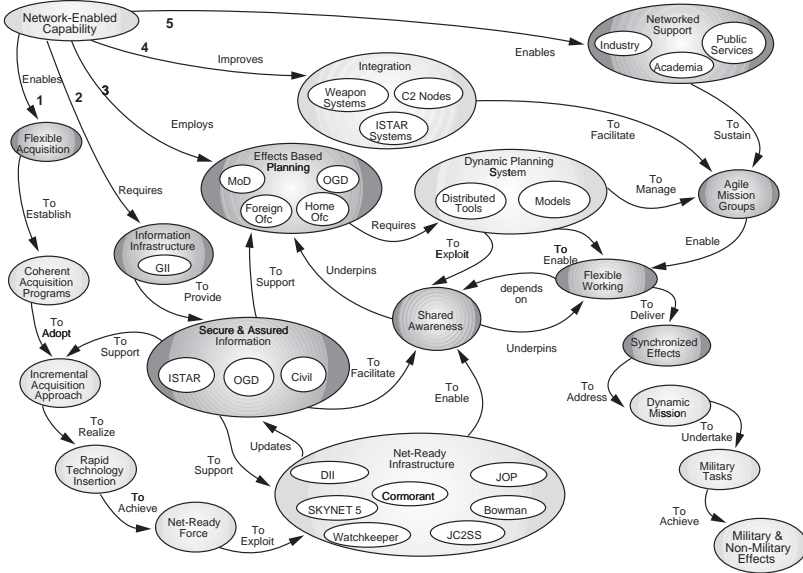 Network-Enabled
Capability
5
4
Enables
1
2
3
Improves
Enables
Employs
Requires
Networked
Support
Industry
Public
Services
Academia
Integration
Weapon
Systems
C2 Nodes
ISTAR
Systems
To
Facilitate
To
Sustain
Flexible
Acquisition
To
Establish
Effects Based
Planning
MoD
OGD
Foreign
Ofc
Home
Ofc
Dynamic Planning
System
Distributed
Tools
Models
To
Manage
Agile
Mission
Groups
Information
Infrastructure
GII
Requires
To
Exploit
To
Enable
Enable
Coherent
Acquisition
Programs
To
Provide
To
Support
Underpins
Shared
Awareness
depends
on
Flexible
Working
To
Adopt
To
Support
Secure & Assured
Information
ISTAR
OGD
Civil
To
Facilitate
Underpins
To
Deliver
Synchronized
Effects
Incremental
Acquisition
Approach
To
Enable
To
Address
Dynamic
Mission
To
Realize
To
Support
Updates
To
Undertake
Rapid
Technology
Insertion
Net-Ready
Infrastructure
DII
JOP
Cormorant
SKYNET 5
Bowman
Watchkeeper
JC2SS
Military
Tasks
To
Achieve
Net-Ready
Force
To
Exploit
To
Achieve
Military &
Non-Military
Effects